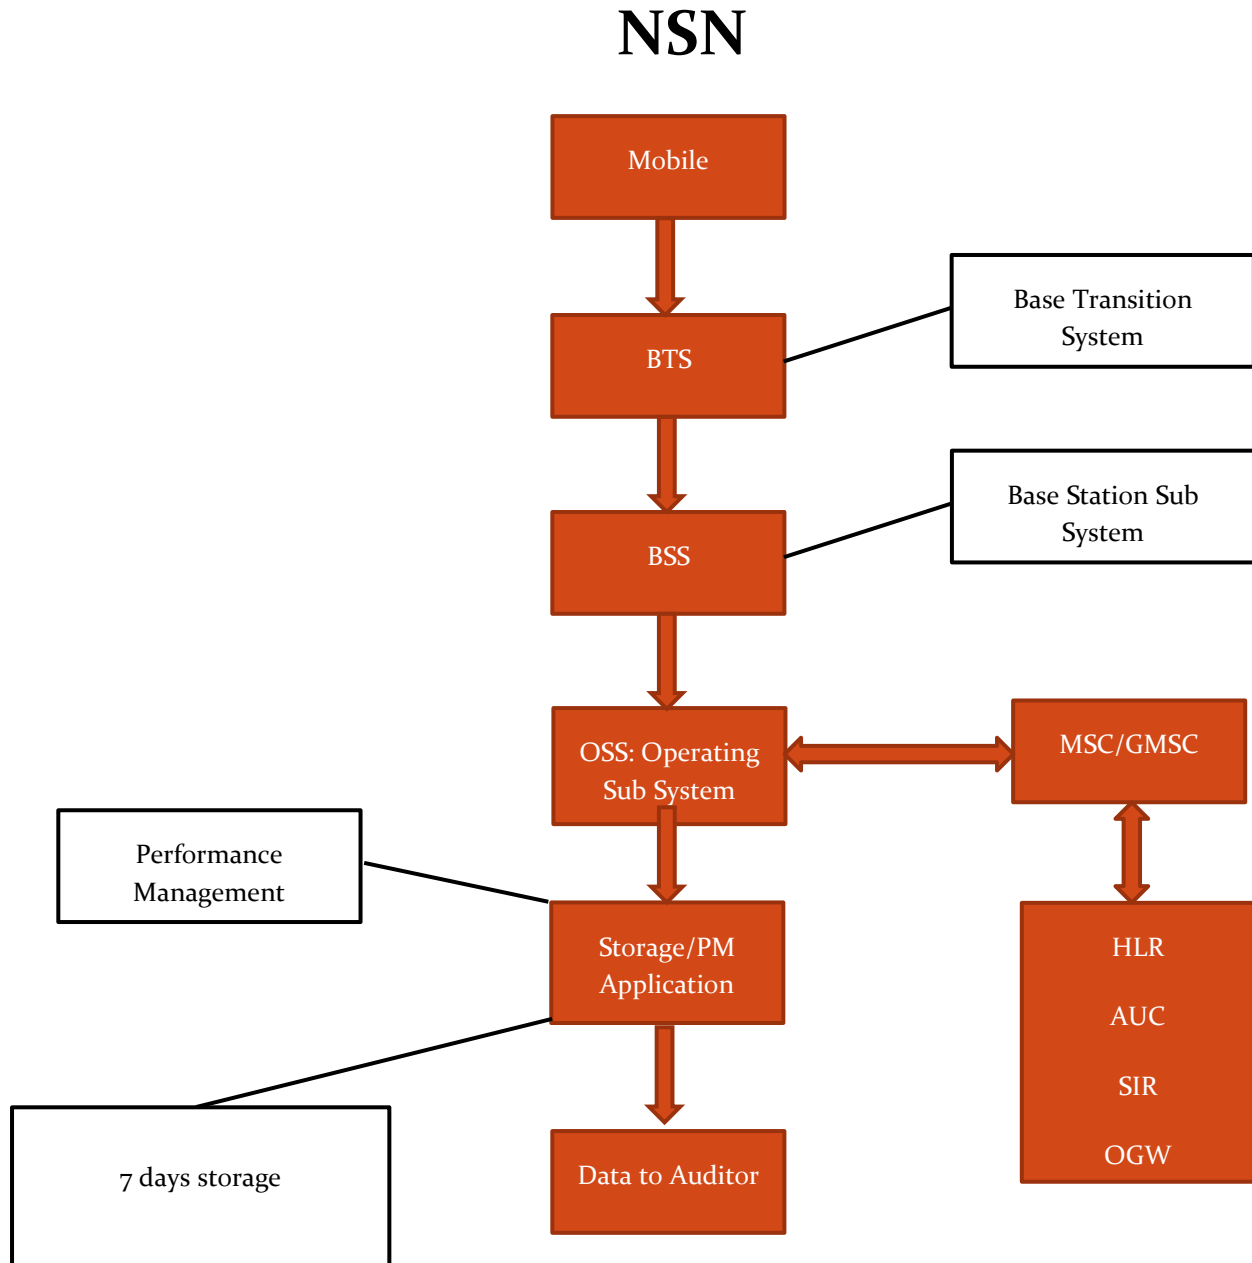 NSN
Mobile
Base Transition
System
BTS
Base Station Sub
System
BSS
OSS: Operating
Sub System
MSC/GMSC
Performance
Management
Storage/PM
Application
HLR
AUC
SIR
OGW
7 days storage
Data to Auditor